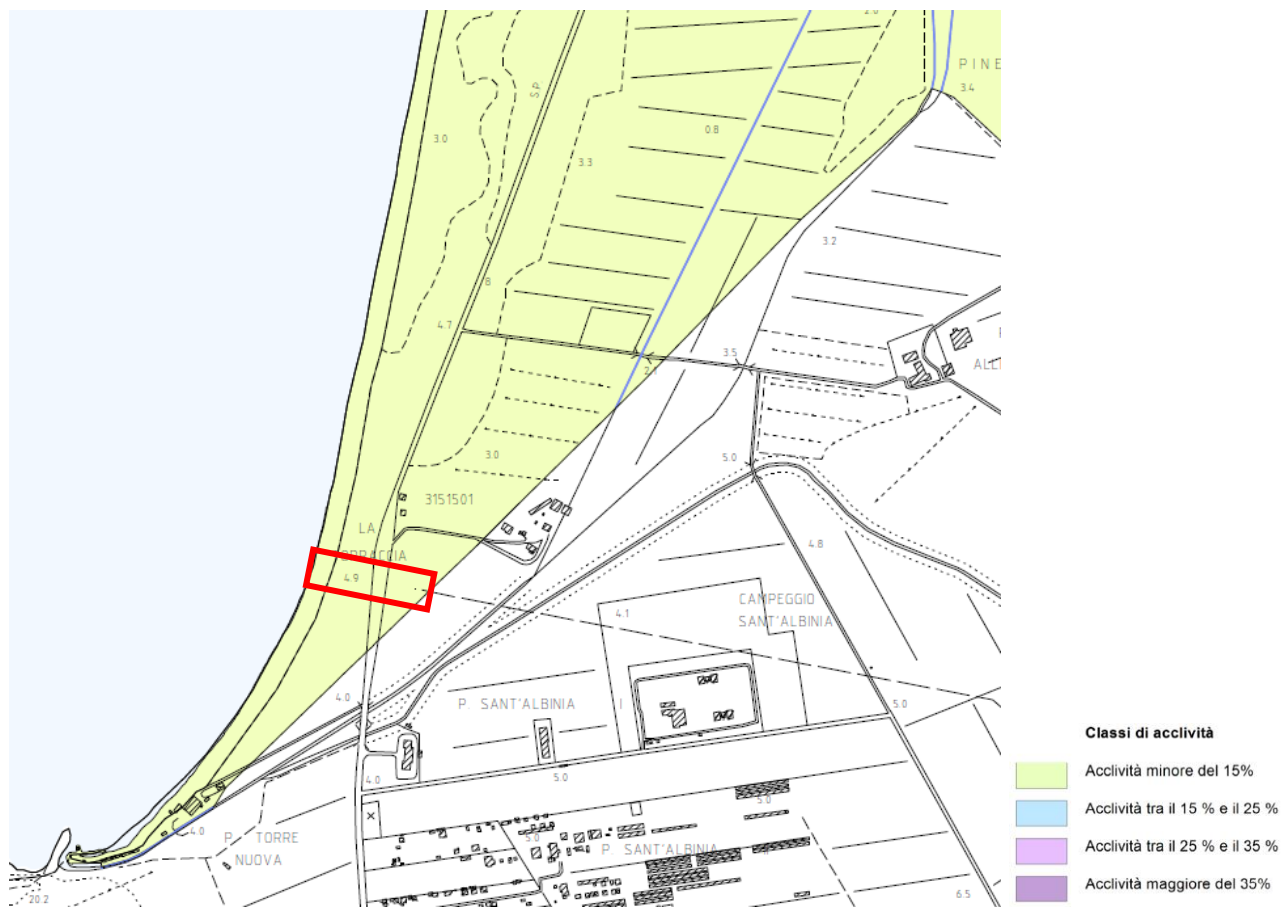 2.0
PINE
3.4
SP.
3.0
0.8
3.3
3.2
B
4.7
3.5
2.1
ALL
5.0
3.0
3151501
LA
4.8
4.9
4.1
CAMPEGGIO
SANT'ALBINIA
4.0
P. SANT'ALBINIA
I
5.0
4.0
5.0
5.0
4.0
P. TORRE
NUOVA
5.0
P. SANT'ALBINIA
20.2
6.5
Classi di acclività
Acclività minore del 15%
Acclività tra il 15 % e il 25 %
Acclività tra il 25 % e il 35 %
Acclività maggiore del 35%